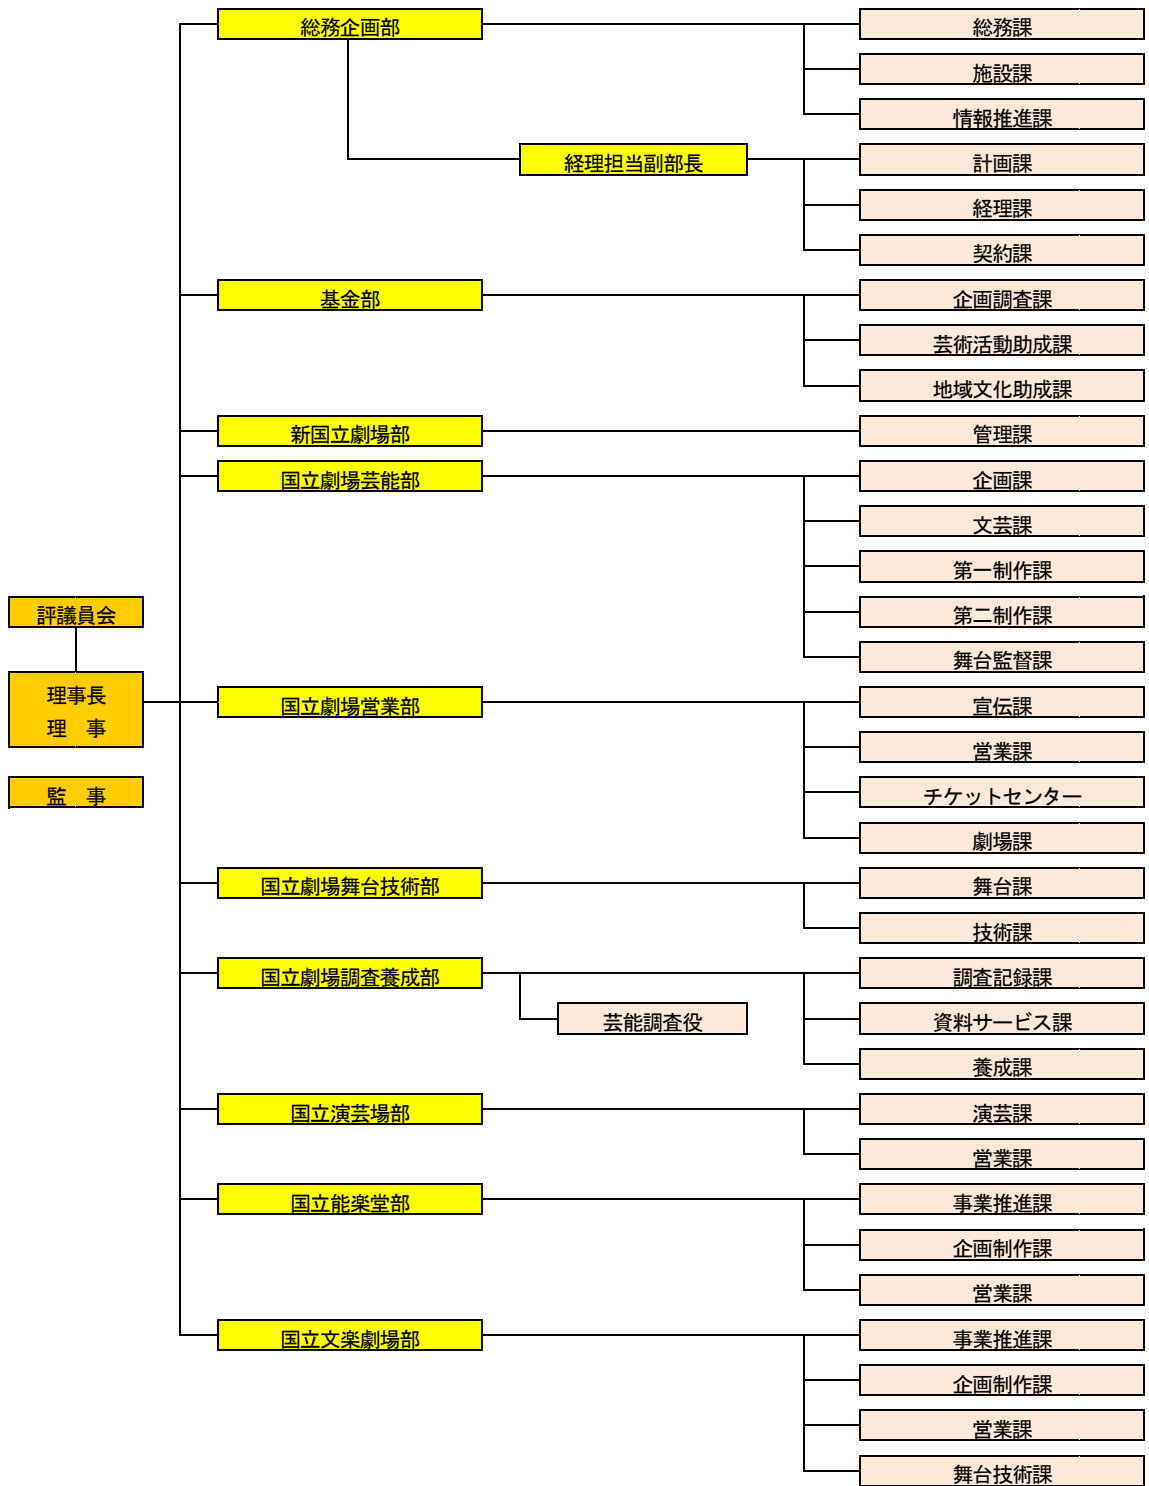 総務企画部
総務課
施設課
情報推進課
経理担当副部長
計画課
経理課
契約課
基金部
企画調査課
芸術活動助成課
地域文化助成課
新国立劇場部
管理課
国立劇場芸能部
企画課
文芸課
第一制作課
評議員会
第二制作課
舞台監督課
理事長
理　事
国立劇場営業部
宣伝課
営業課
監　事
チケットセンター
劇場課
国立劇場舞台技術部
舞台課
技術課
国立劇場調査養成部
調査記録課
芸能調査役
資料サービス課
養成課
国立演芸場部
演芸課
営業課
国立能楽堂部
事業推進課
企画制作課
営業課
国立文楽劇場部
事業推進課
企画制作課
営業課
舞台技術課